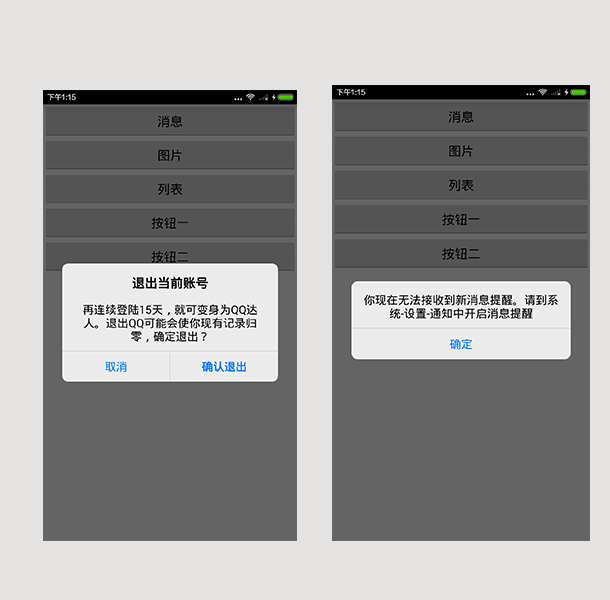 下午1:15
消息
图片
列表
按钮一
按钮二
退出当前账号
再连续登陆15天，就可变身为QQ达
人。退出QQ可能会使你现有记录归
零，确定退出？
取消
确认退出
下午1:15
消息
图片
列表
按钮一
按钮二
你现在无法接收到新消息提醒。请到系
统-设置-通知中开启消息提醒
确定